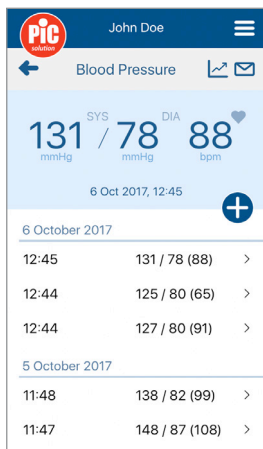 PiC
solution
John Doe
Blood Pressure
SYS DIA
131 / 78 88
mmHg mmHg bpm
6 Oct 2017, 12:45
6 October 2017
12:45 131 / 78 (88)
12:44 125 / 80 (65)
12:44 127 / 80 (91)
5 October 2017
11:48 138 / 82 (99)
11:47 148 / 87 (108)